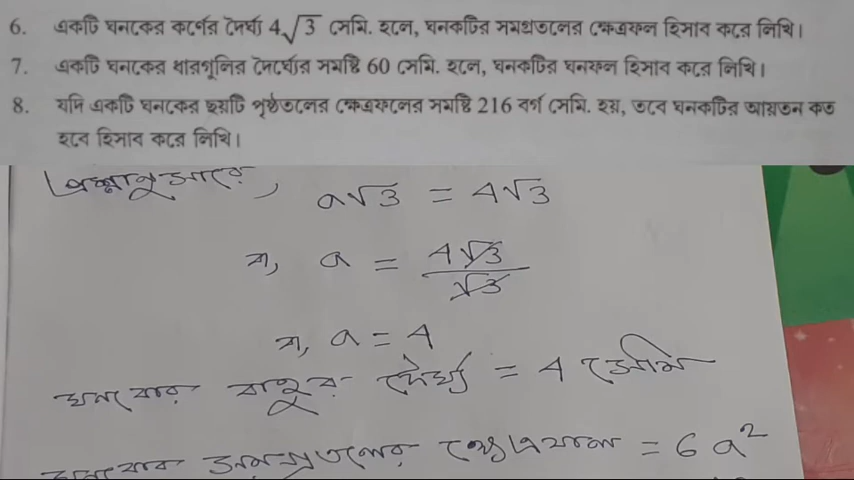 6. একটি ঘনকের কর্ণের দৈর্ঘ্য 4√3 সেমি. হলে, ঘনকটির সমগ্রতলের ক্ষেত্রফল হিসাব করে লিখি।
7. একটি ঘনকের ধারগুলির দৈর্ঘ্যের সমষ্টি 60 সেমি. হলে, ঘনকটির ঘনফল হিসাব করে লিখি।
8. যদি একটি ঘনকের ছয়টি পৃষ্ঠতলের ক্ষেত্রফলের সমষ্টি 216 বর্গ সেমি. হয়, তবে ঘনকটির আয়তন কত
হবে হিসাব করে লিখি।
প্রশ্নানুসারে,
a√3 = 4√3
বা, a = 4√3/√3
বা, a = 4
ঘনকের বাহুর দৈর্ঘ্য = 4 সেমি
ঘনকের সমগ্রতলের ক্ষেত্রফল = 6a²